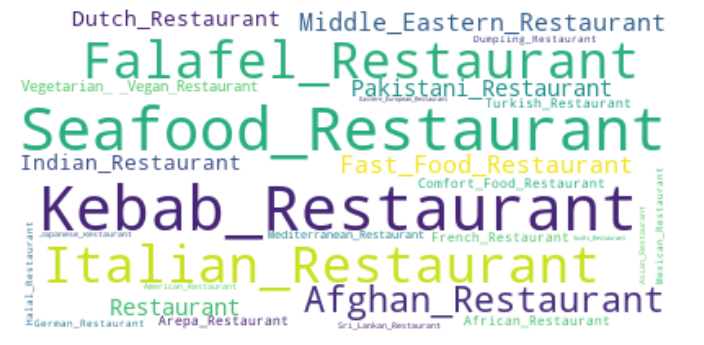 Dutch_Restaurant
Middle_Eastern_Restaurant
Dumpling_Restaurant
Falafel_Restaurant
Vegetarian_ _Vegan_Restaurant
Pakistani_Restaurant
Eastern_European_Restaurant
Turkish_Restaurant
Seafood_Restaurant
Indian_Restaurant
Fast_Food_Restaurant
Comfort_Food_Restaurant
Kebab_Restaurant
Japanese_Restaurant
Mediterranean_Restaurant
French_Restaurant
Sushi_Restaurant
Asian_Restaurant
Mexican_Restaurant
Halal_Restaurant
Italian_Restaurant
American_Restaurant
Afghan_Restaurant
Restaurant
German_Restaurant
Arepa_Restaurant
Sri_Lankan_Restaurant
African_Restaurant